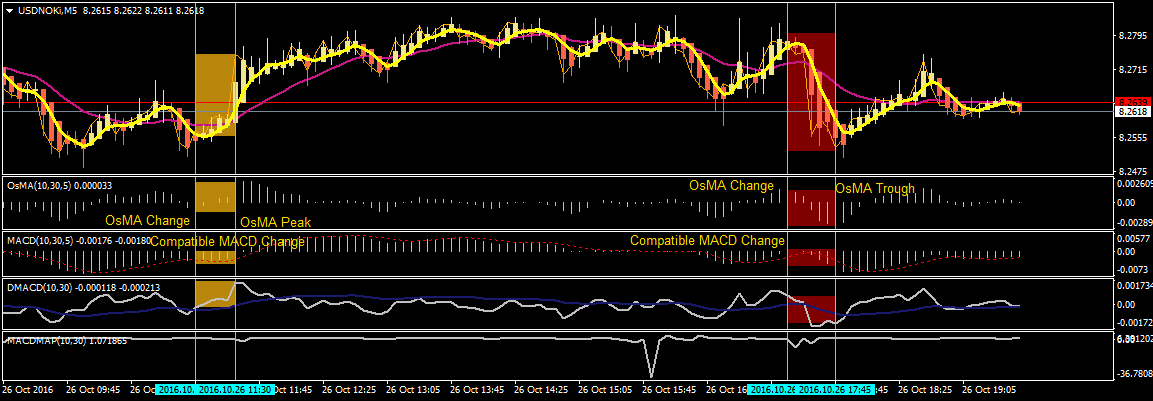 USDNOKi,M5 8.2615 8.2622 8.2611 8.2618
8.2795
8.2715
8.2639
8.2618
8.2555
8.2475
OsMA(10,30,5) 0.000033
OsMA Change
OsMA Peak
OsMA Change
OsMA Trough
0.002609
0.00
-0.00289
MACD(10,30,5) -0.00176 -0.00180
Compatible MACD Change
Compatible MACD Change
0.00577
0.00
-0.0073
DMACD(10,30) -0.000118 -0.000213
0.001734
0.00
-0.00172
MACDMAP(10,30) 1.071865
-36.7808
26 Oct 2016 26 Oct 09:45 26 Oct 2016.10. 2016.10.26 11:30 Oct 11:45 26 Oct 12:25 26 Oct 13:05 26 Oct 13:45 26 Oct 14:25 26 Oct 15:05 26 Oct 15:45 26 Oct 16 2016.10.26 2016.10.26 17:45 :45 26 Oct 18:25 26 Oct 19:05